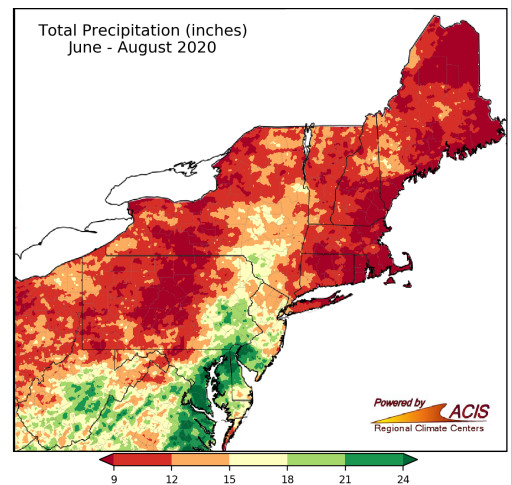 Total Precipitation (inches)
June - August 2020
Powered by
ACIS
Regional Climate Centers
9 12 15 18 21 24